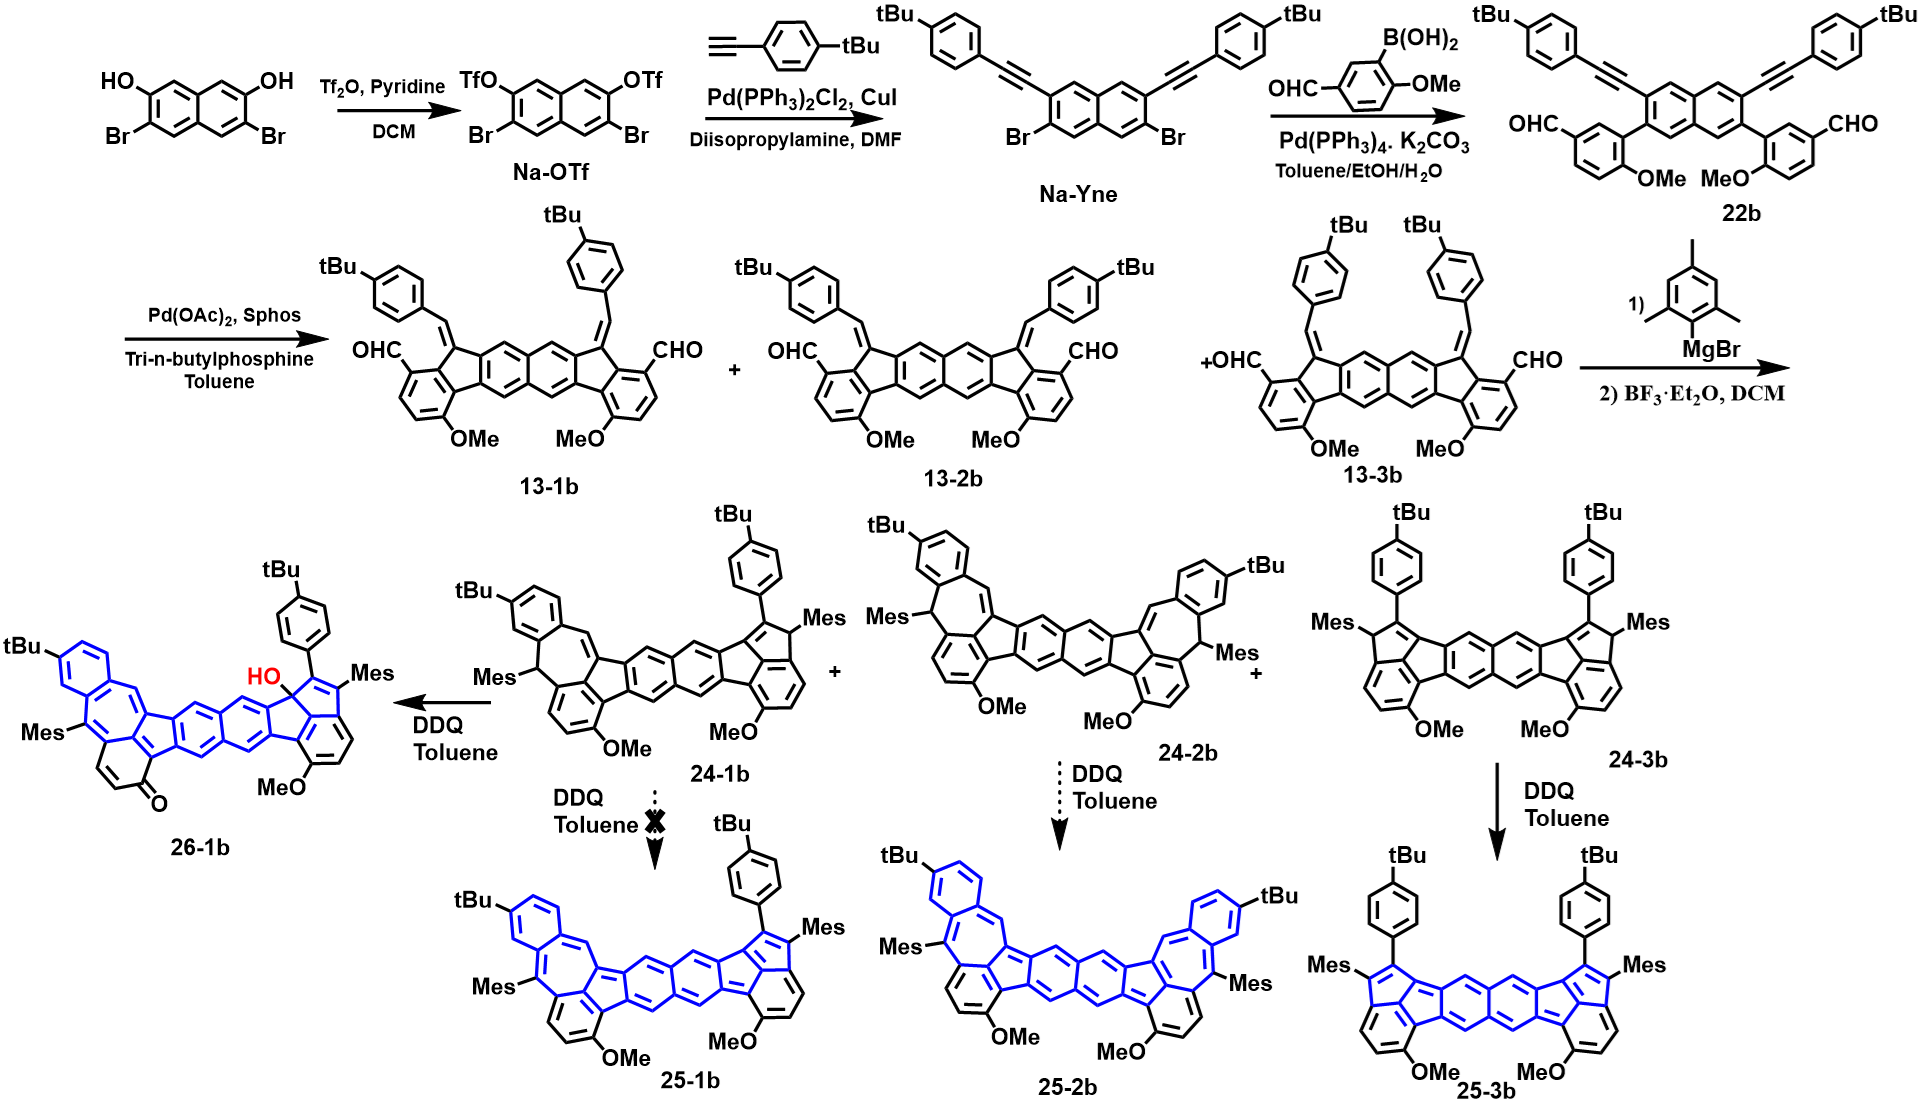 HO
OH
Br
Br
Tf₂O, Pyridine
DCM
TfO
OTf
Br
Br
Na-OTf
tBu
Pd(PPh₃)₂Cl₂, CuI
Diisopropylamine, DMF
tBu
tBu
Br
Br
Na-Yne
B(OH)₂
CHO
OMe
Pd(PPh₃)₄. K₂CO₃
Toluene/EtOH/H₂O
tBu
tBu
OHC
CHO
OMe
MeO
22b
Pd(OAc)₂, Sphos
Tri-n-butylphosphine
Toluene
tBu
tBu
OHC
CHO
OMe
MeO
13-1b
+
tBu
tBu
OHC
CHO
OMe
MeO
13-2b
+
tBu
tBu
OHC
CHO
OMe
MeO
13-3b
1)
MgBr
2) BF₃·Et₂O, DCM
tBu
tBu
HO
Mes
Mes
MeO
O
26-1b
DDQ
Toluene
tBu
tBu
Mes
Mes
MeO
OMe
24-1b
+
tBu
tBu
Mes
Mes
OMe
MeO
24-2b
+
tBu
tBu
Mes
Mes
OMe
MeO
24-3b
DDQ
Toluene
DDQ
Toluene
DDQ
Toluene
tBu
tBu
Mes
Mes
MeO
OMe
25-1b
tBu
tBu
Mes
Mes
OMe
MeO
25-2b
tBu
tBu
Mes
Mes
OMe
MeO
25-3b